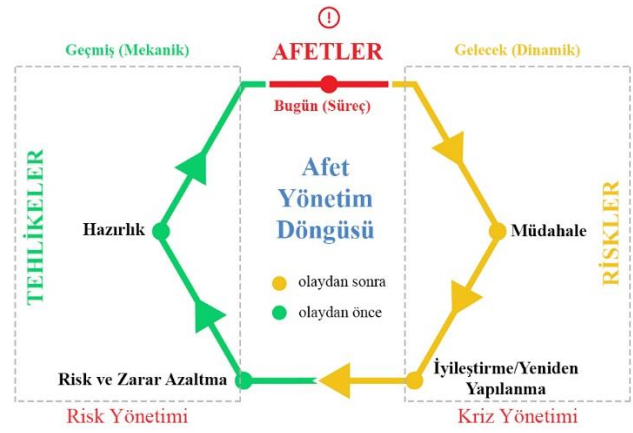 Geçmiş (Mekanik)
AFETLER
Gelecek (Dinamik)
Bugün (Süreç)
TEHLİKELER
Afet
Yönetim
Döngüsü
RİSKLER
Hazırlık
Müdahale
olaydan sonra
olaydan önce
Risk ve Zarar Azaltma
İyileştirme/Yeniden
Yapılanma
Risk Yönetimi
Kriz Yönetimi